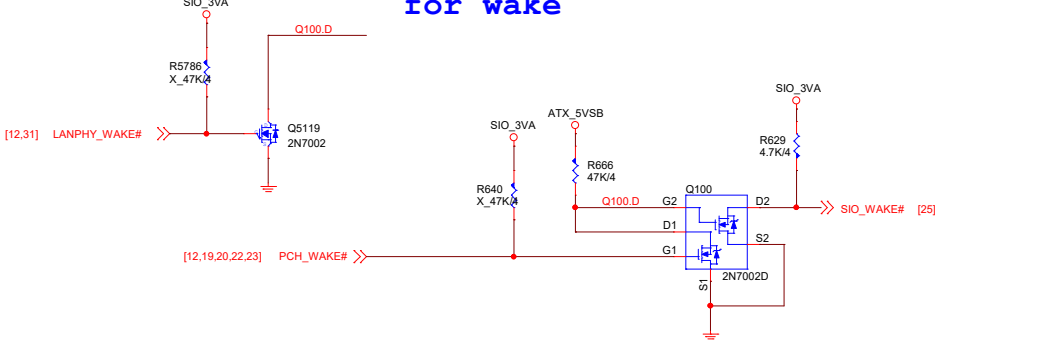 SIO_3VA
for wake
Q100.D
R5786
X_47K/4
[12,31] LANPHY_WAKE#
Q5119
2N7002
SIO_3VA
ATX_5VSB
SIO_3VA
R629
4.7K/4
R666
47K/4
R640
X_47K/4
Q100.D
G2
Q100
D2
SIO_WAKE# [25]
D1
S2
[12,19,20,22,23] PCH_WAKE#
G1
2N7002D
S1